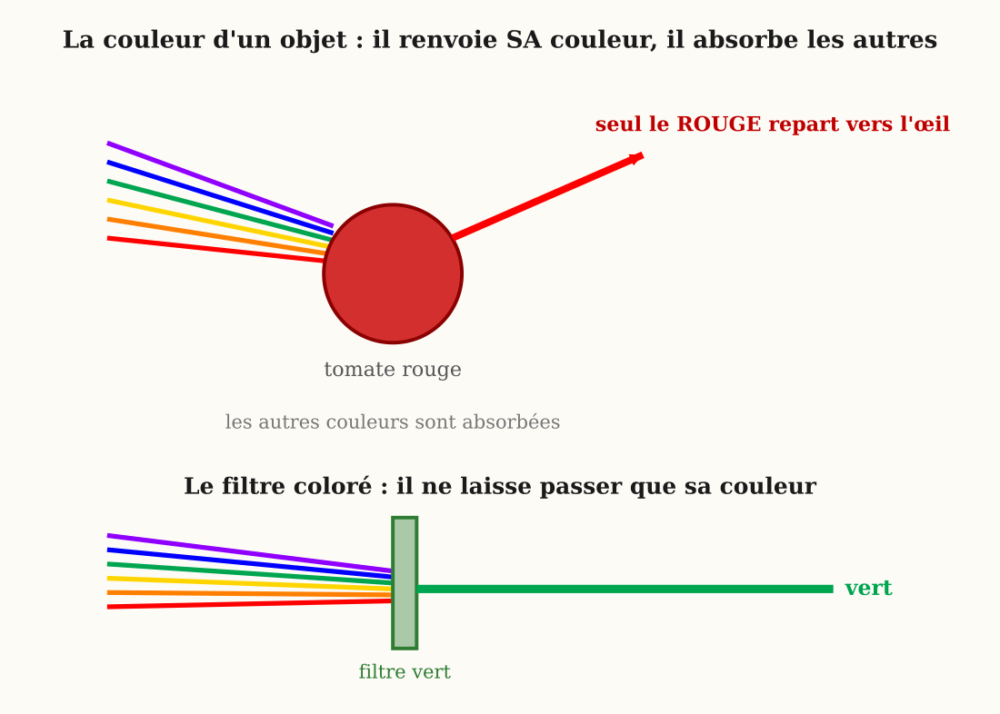 La couleur d'un objet : il renvoie SA couleur, il absorbe les autres
seul le ROUGE repart vers l'œil
tomate rouge
les autres couleurs sont absorbées
Le filtre coloré : il ne laisse passer que sa couleur
vert
filtre vert